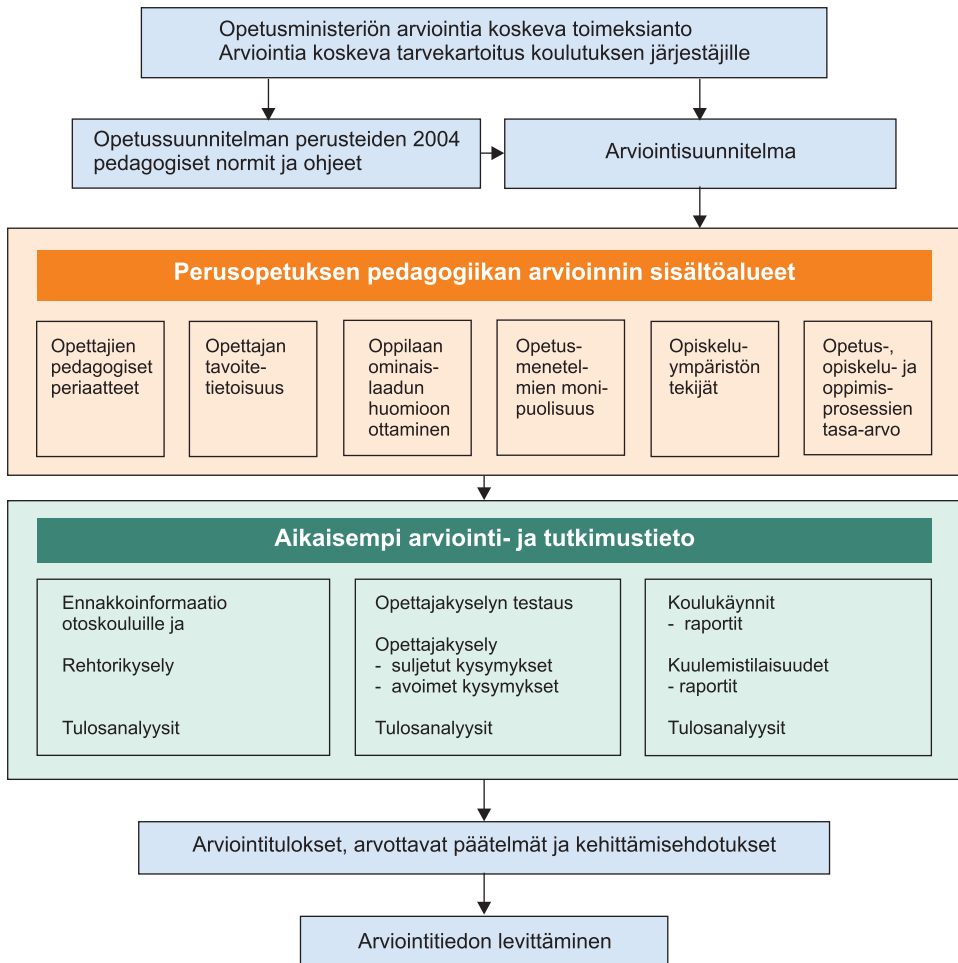 Opetusministeriön arviointia koskeva toimeksianto
Arviointia koskeva tarvekartoitus koulutuksen järjestäjille
Opetussuunnitelman perusteiden 2004
pedagogiset normit ja ohjeet
Arviointisuunnitelma
Perusopetuksen pedagogiikan arvioinnin sisältöalueet
Opettajien
pedagogiset
periaatteet
Opettajan
tavoite-
tietoisuus
Oppilaan
ominais-
laadun
huomioon
ottaminen
Opetus-
menetel-
mien moni-
puolisuus
Opiskelu-
ympäristön
tekijät
Opetus-,
opiskelu- ja
oppimis-
prosessien
tasa-arvo
Aikaisempi arviointi- ja tutkimustieto
Ennakkoinformaatio
otoskouluille ja
Rehtorikysely
Tulosanalyysit
Opettajakyselyn testaus
Opettajakysely
- suljetut kysymykset
- avoimet kysymykset
Tulosanalyysit
Koulukäynnit
- raportit
Kuulemistilaisuudet
- raportit
Tulosanalyysit
Arviointitulokset, arvottavat päätelmät ja kehittämisehdotukset
Arviointitiedon levittäminen